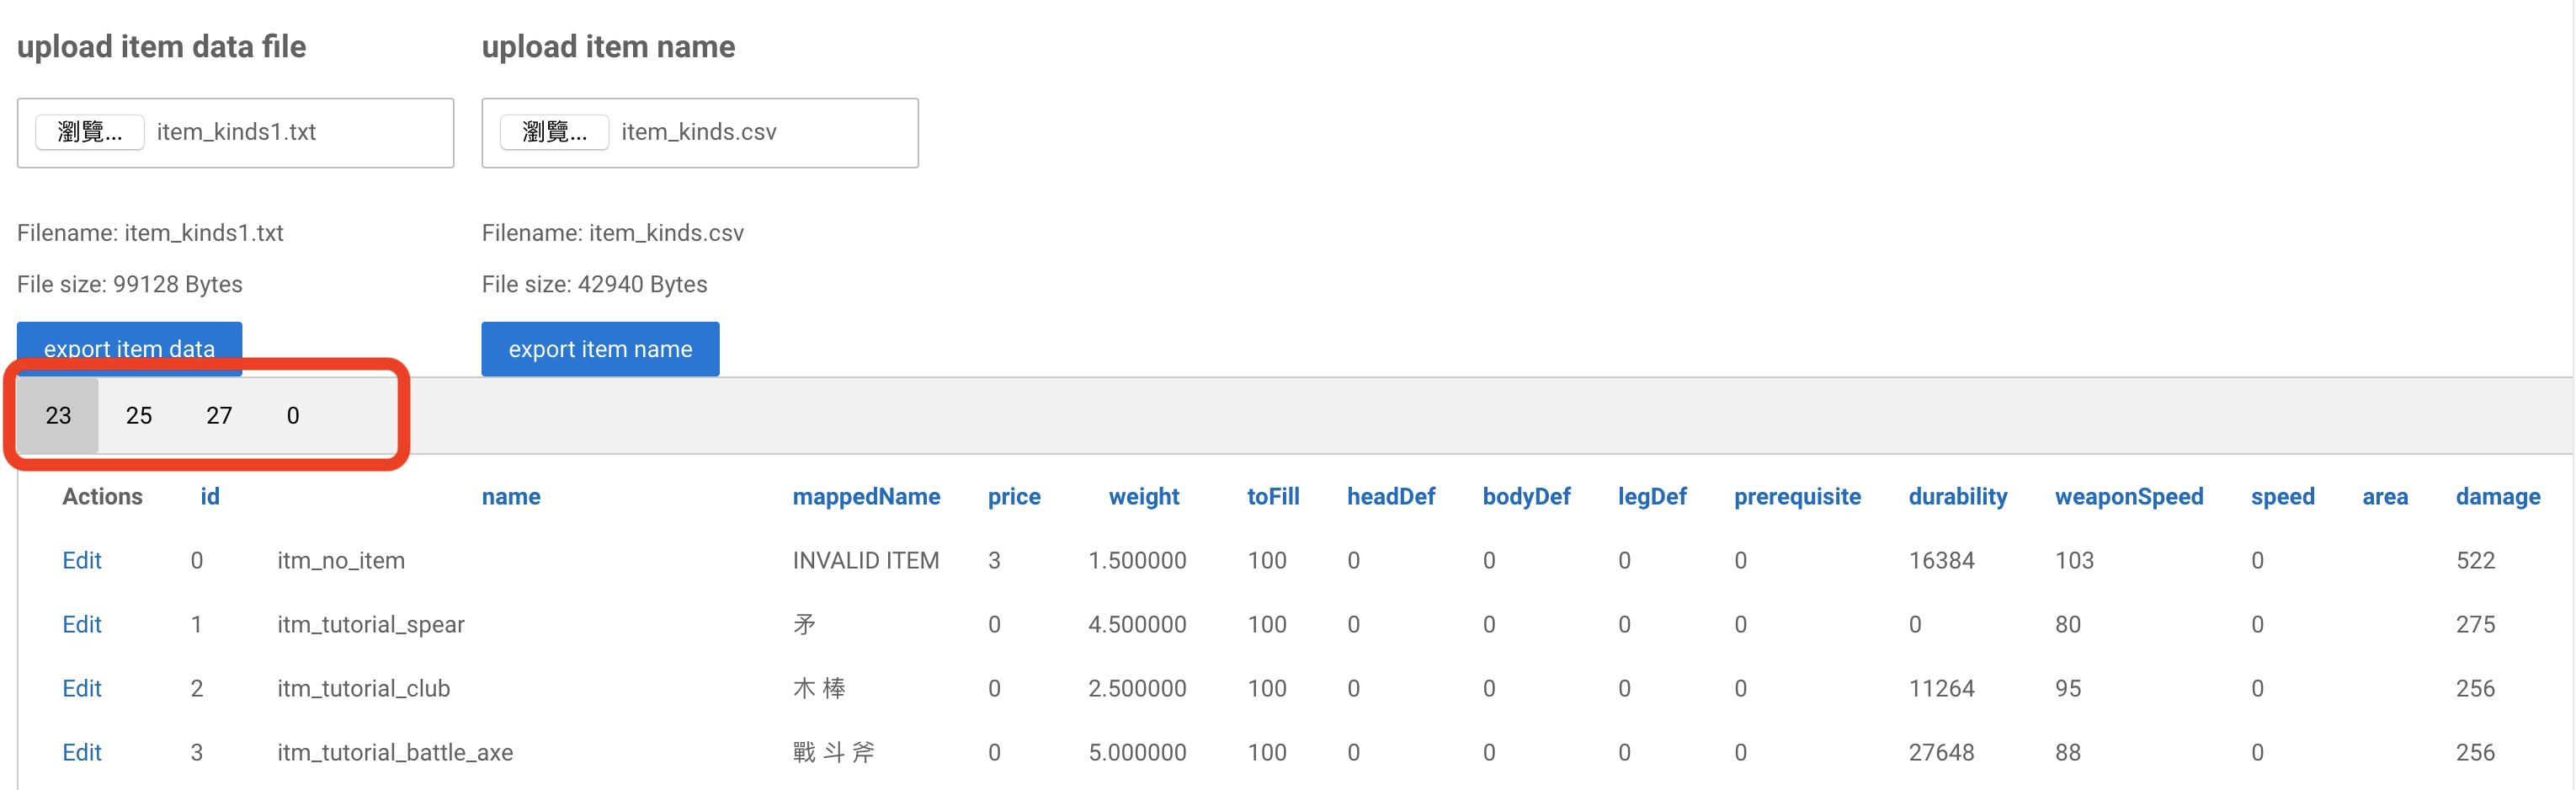 upload item data file
upload item name
瀏覽... item_kinds1.txt
瀏覽... item_kinds.csv
Filename: item_kinds1.txt
Filename: item_kinds.csv
File size: 99128 Bytes
File size: 42940 Bytes
export item data
export item name
23 25 27 0
Actions id name mappedName price weight toFill headDef bodyDef legDef prerequisite durability weaponSpeed speed area damage
Edit 0 itm_no_item INVALID ITEM 3 1.500000 100 0 0 0 0 16384 103 0 522
Edit 1 itm_tutorial_spear 矛 0 4.500000 100 0 0 0 0 0 80 0 275
Edit 2 itm_tutorial_club 木 棒 0 2.500000 100 0 0 0 0 11264 95 0 256
Edit 3 itm_tutorial_battle_axe 戰 斗 斧 0 5.000000 100 0 0 0 0 27648 88 0 256